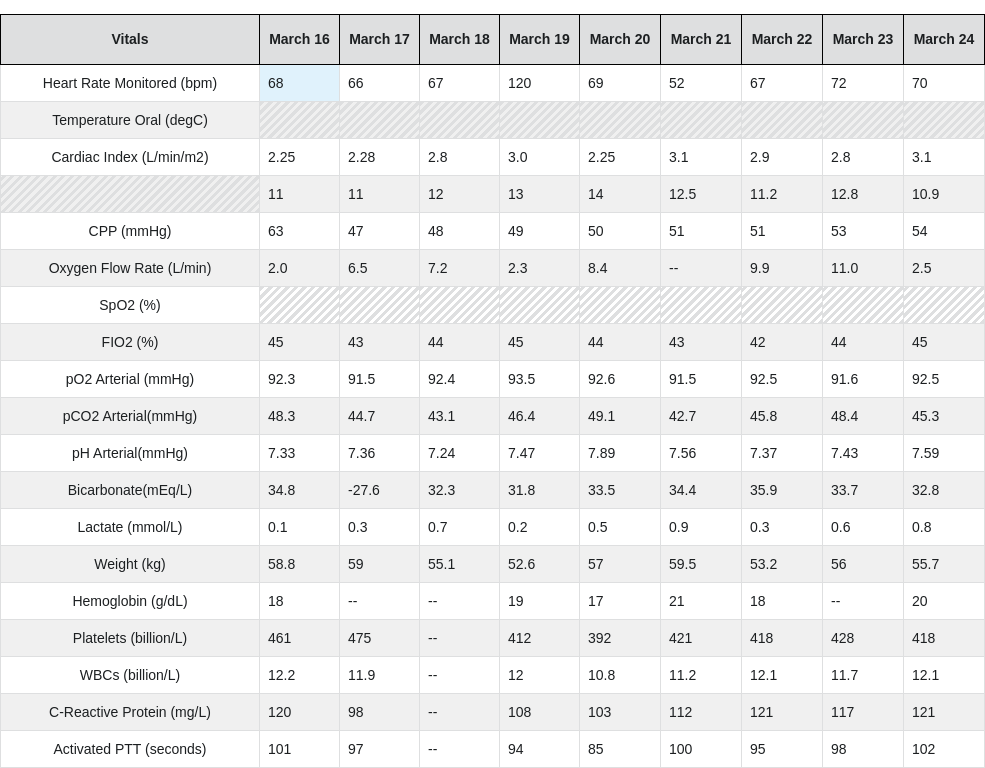 Vitals March 16 March 17 March 18 March 19 March 20 March 21 March 22 March 23 March 24
Heart Rate Monitored (bpm) 68 66 67 120 69 52 67 72 70
Temperature Oral (degC)
Cardiac Index (L/min/m2) 2.25 2.28 2.8 3.0 2.25 3.1 2.9 2.8 3.1
11 11 12 13 14 12.5 11.2 12.8 10.9
CPP (mmHg) 63 47 48 49 50 51 51 53 54
Oxygen Flow Rate (L/min) 2.0 6.5 7.2 2.3 8.4 -- 9.9 11.0 2.5
SpO2 (%)
FIO2 (%) 45 43 44 45 44 43 42 44 45
pO2 Arterial (mmHg) 92.3 91.5 92.4 93.5 92.6 91.5 92.5 91.6 92.5
pCO2 Arterial(mmHg) 48.3 44.7 43.1 46.4 49.1 42.7 45.8 48.4 45.3
pH Arterial(mmHg) 7.33 7.36 7.24 7.47 7.89 7.56 7.37 7.43 7.59
Bicarbonate(mEq/L) 34.8 -27.6 32.3 31.8 33.5 34.4 35.9 33.7 32.8
Lactate (mmol/L) 0.1 0.3 0.7 0.2 0.5 0.9 0.3 0.6 0.8
Weight (kg) 58.8 59 55.1 52.6 57 59.5 53.2 56 55.7
Hemoglobin (g/dL) 18 -- -- 19 17 21 18 -- 20
Platelets (billion/L) 461 475 -- 412 392 421 418 428 418
WBCs (billion/L) 12.2 11.9 -- 12 10.8 11.2 12.1 11.7 12.1
C-Reactive Protein (mg/L) 120 98 -- 108 103 112 121 117 121
Activated PTT (seconds) 101 97 -- 94 85 100 95 98 102